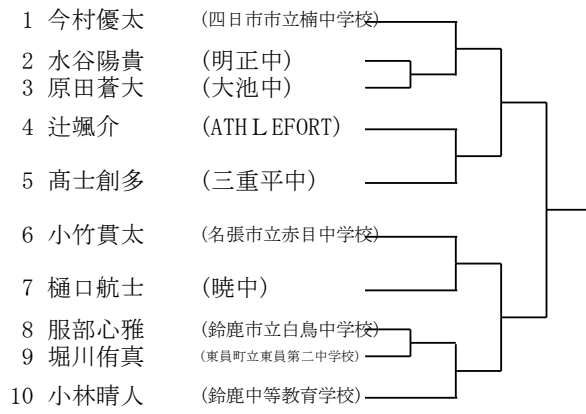 1 今村優太 (四日市市立楠中学校)
2 水谷陽貴 (明正中)
3 原田蒼大 (大池中)
4 辻颯介 (ATHLEFORT)
5 髙士創多 (三重平中)
6 小竹貫太 (名張市立赤目中学校)
7 樋口航士 (暁中)
8 服部心雅 (鈴鹿市立白鳥中学校)
9 堀川侑真 (東員町立東員第二中学校)
10 小林晴人 (鈴鹿中等教育学校)